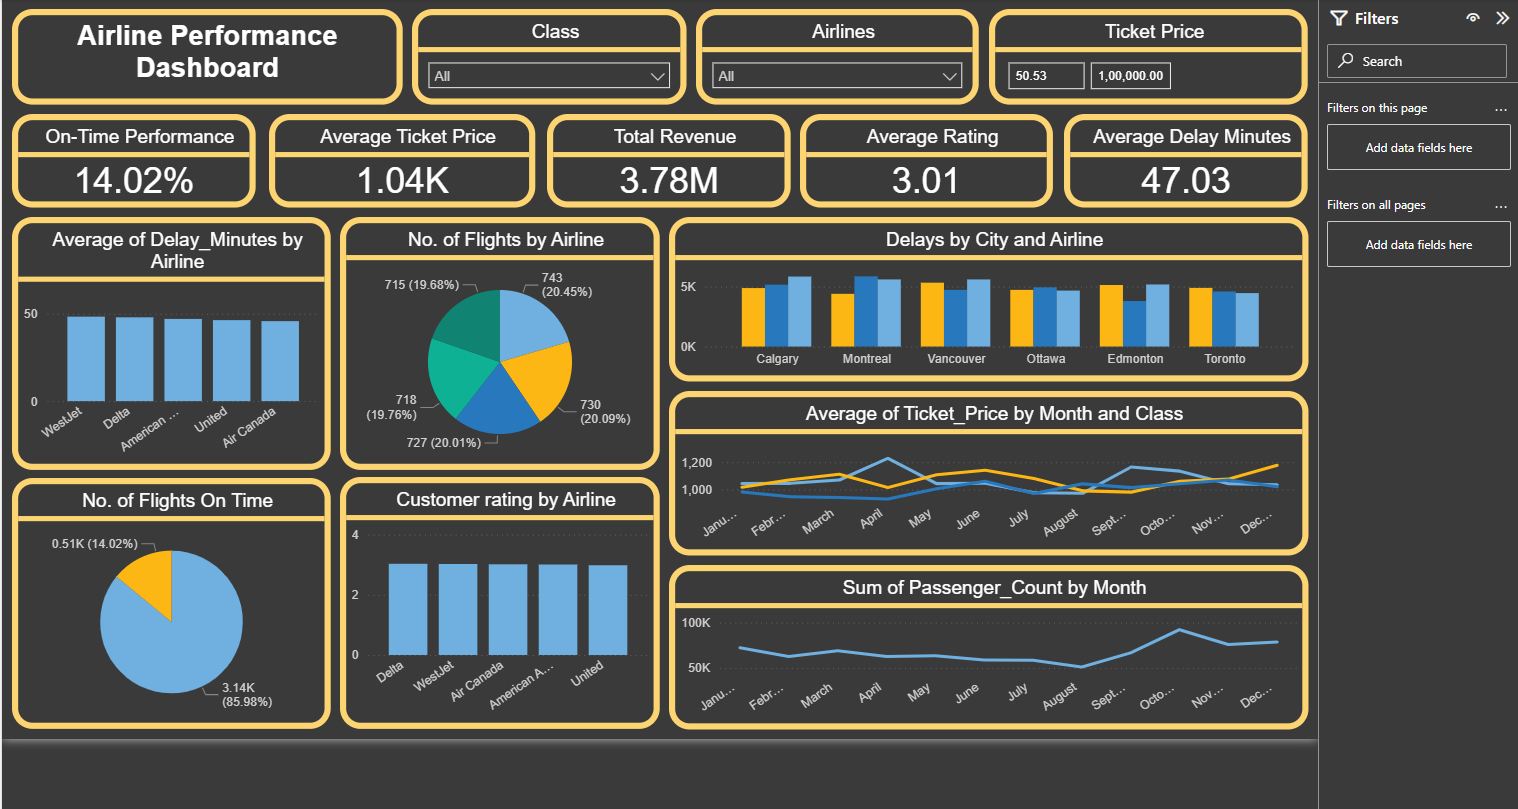 Airline Performance
Dashboard
Class
All
Airlines
All
Ticket Price
50.53
1,00,000.00
On-Time Performance
14.02%
Average Ticket Price
1.04K
Total Revenue
3.78M
Average Rating
3.01
Average Delay Minutes
47.03
Average of Delay_Minutes by
Airline
50
0
WestJet
Delta
American ...
United
Air Canada
No. of Flights by Airline
715 (19.68%)
743
(20.45%)
718
(19.76%)
730
(20.09%)
727 (20.01%)
Delays by City and Airline
5K
0K
Calgary
Montreal
Vancouver
Ottawa
Edmonton
Toronto
Average of Ticket_Price by Month and Class
1,200
1,000
Janu...
Febr...
March
April
May
June
July
August
Sept...
Octo...
Nov...
Dec...
No. of Flights On Time
0.51K (14.02%)
3.14K
(85.98%)
Customer rating by Airline
4
2
0
Delta
WestJet
Air Canada
American A...
United
Sum of Passenger_Count by Month
100K
50K
Janu...
Febr...
March
April
May
June
July
August
Sept...
Octo...
Nov...
Dec...
Filters
Search
Filters on this page
...
Add data fields here
Filters on all pages
...
Add data fields here